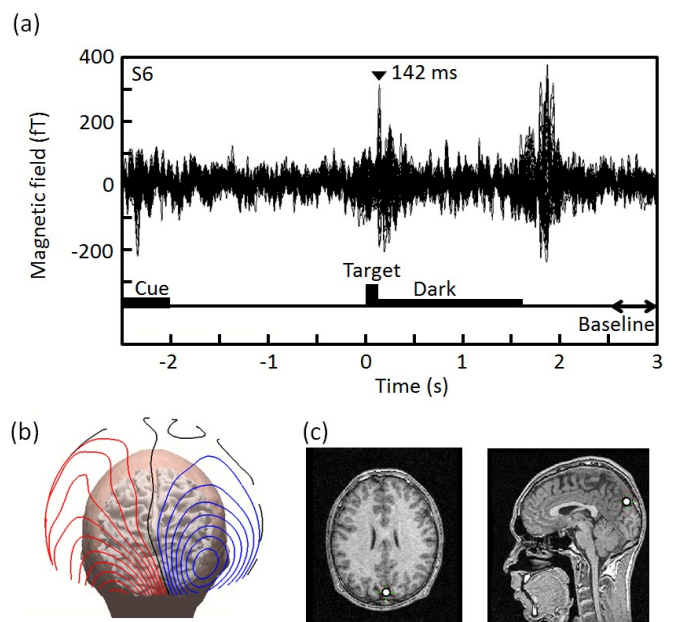 (a)
400
200
0
-200
Magnetic field (fT)
S6
▼ 142 ms
Cue
Target
Dark
Baseline
-2 -1 0 1 2 3
Time (s)
(b)
(c)